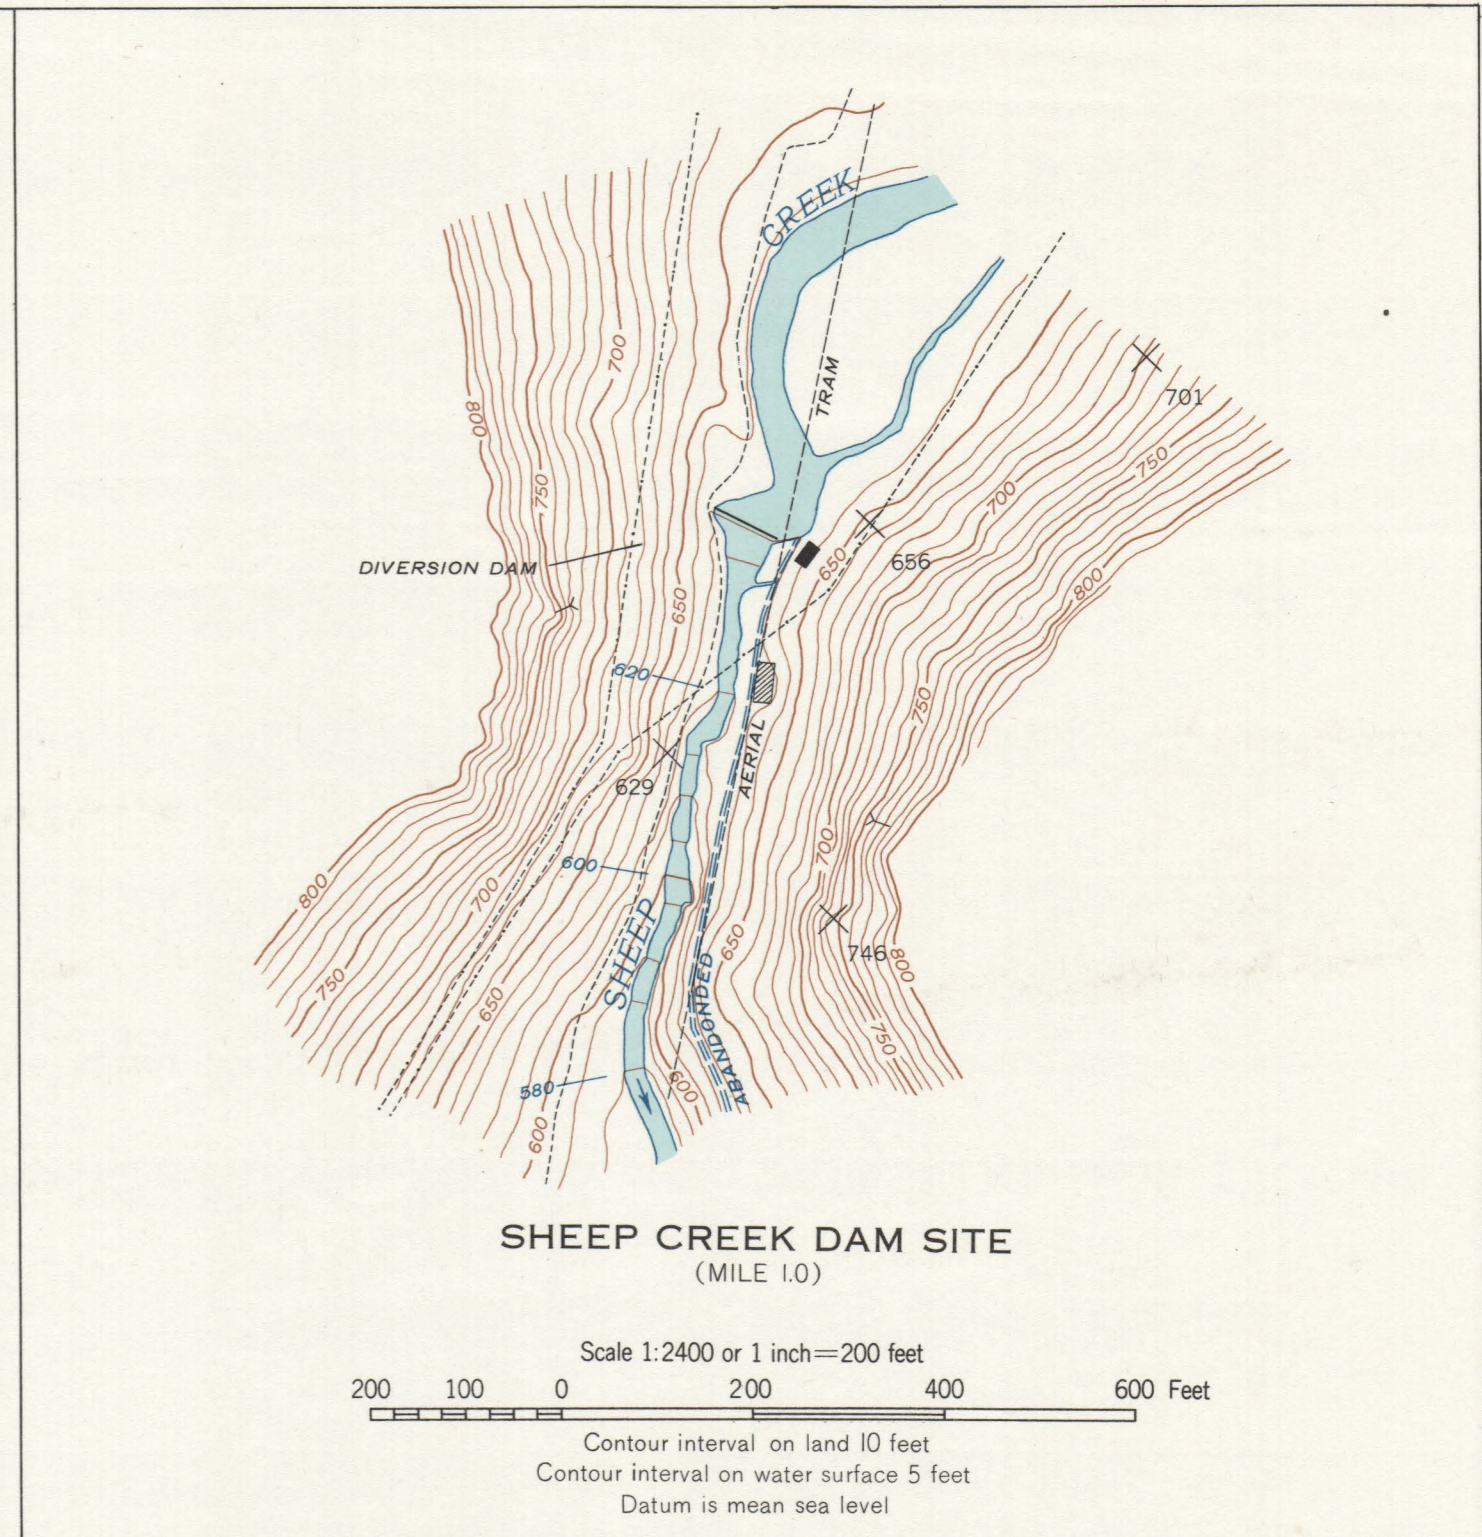 CREEK
700
TRAM
701
800
750
750
700
DIVERSION DAM
650
656
650
800
620
750
AERIAL
629
700
600
800
700
SHEEP
650
746
800
750
650
ABANDONED
750
580
600
600
SHEEP CREEK DAM SITE
(MILE 1.0)
Scale 1:2400 or 1 inch=200 feet
200 100 0 200 400 600 Feet
Contour interval on land 10 feet
Contour interval on water surface 5 feet
Datum is mean sea level